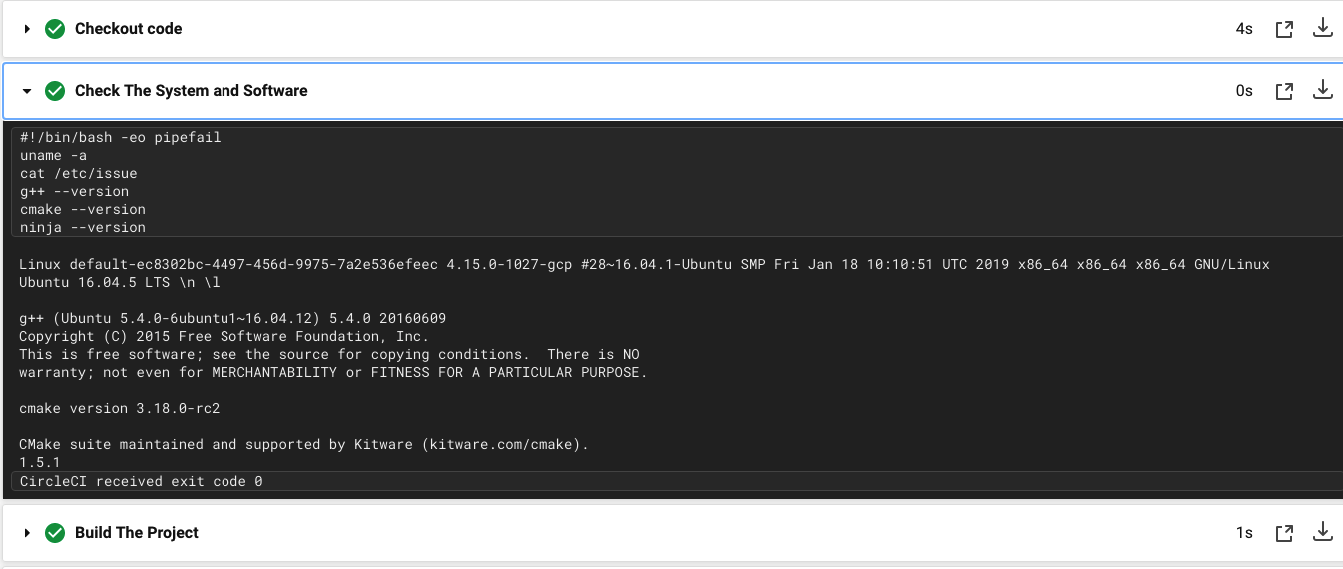 Checkout code 4s
Check The System and Software 0s
#!/bin/bash -eo pipefail
uname -a
cat /etc/issue
g++ --version
cmake --version
ninja --version
Linux default-ec8302bc-4497-456d-9975-7a2e536efeec 4.15.0-1027-gcp #28~16.04.1-Ubuntu SMP Fri Jan 18 10:10:51 UTC 2019 x86_64 x86_64 x86_64 GNU/Linux
Ubuntu 16.04.5 LTS \n \l
g++ (Ubuntu 5.4.0-6ubuntu1~16.04.12) 5.4.0 20160609
Copyright (C) 2015 Free Software Foundation, Inc.
This is free software; see the source for copying conditions.  There is NO
warranty; not even for MERCHANTABILITY or FITNESS FOR A PARTICULAR PURPOSE.
cmake version 3.18.0-rc2
CMake suite maintained and supported by Kitware (kitware.com/cmake).
1.5.1
CircleCI received exit code 0
Build The Project 1s